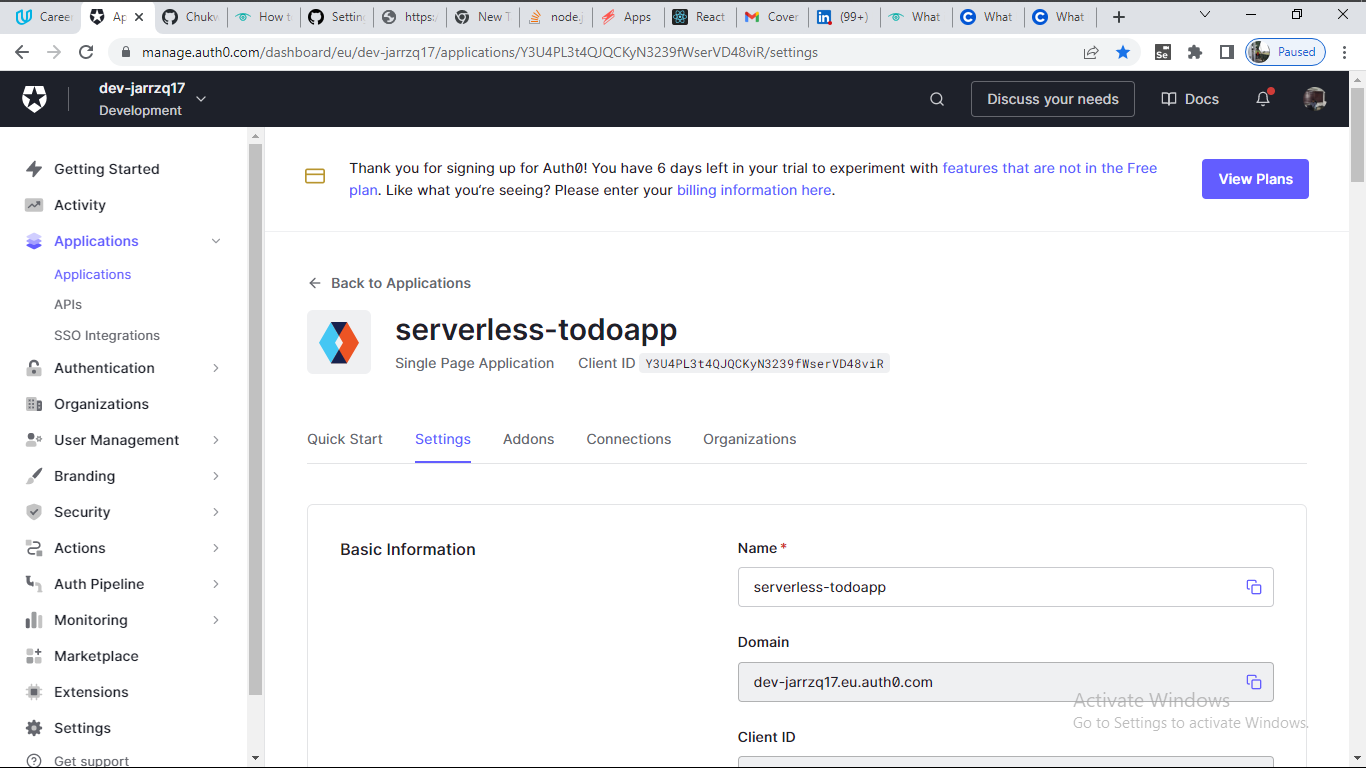 Career
Ap
Chukw
How t
Settin
https:
New T
node.j
Apps
React
Cover
(99+)
What
What
What
manage.auth0.com/dashboard/eu/dev-jarrzq17/applications/Y3U4PL3t4QJQCKyN3239fWserVD48viR/settings
Paused
dev-jarrzq17
Development
Discuss your needs
Docs
Getting Started
Activity
Applications
Applications
APIs
SSO Integrations
Authentication
Organizations
User Management
Branding
Security
Actions
Auth Pipeline
Monitoring
Marketplace
Extensions
Settings
Get support
Thank you for signing up for Auth0! You have 6 days left in your trial to experiment with features that are not in the Free
plan. Like what you're seeing? Please enter your billing information here.
View Plans
Back to Applications
serverless-todoapp
Single Page Application Client ID Y3U4PL3t4QJQCKyN3239fWserVD48viR
Quick Start Settings Addons Connections Organizations
Basic Information
Name *
serverless-todoapp
Domain
dev-jarrzq17.eu.auth0.com
Client ID
Activate Windows
Go to Settings to activate Windows.